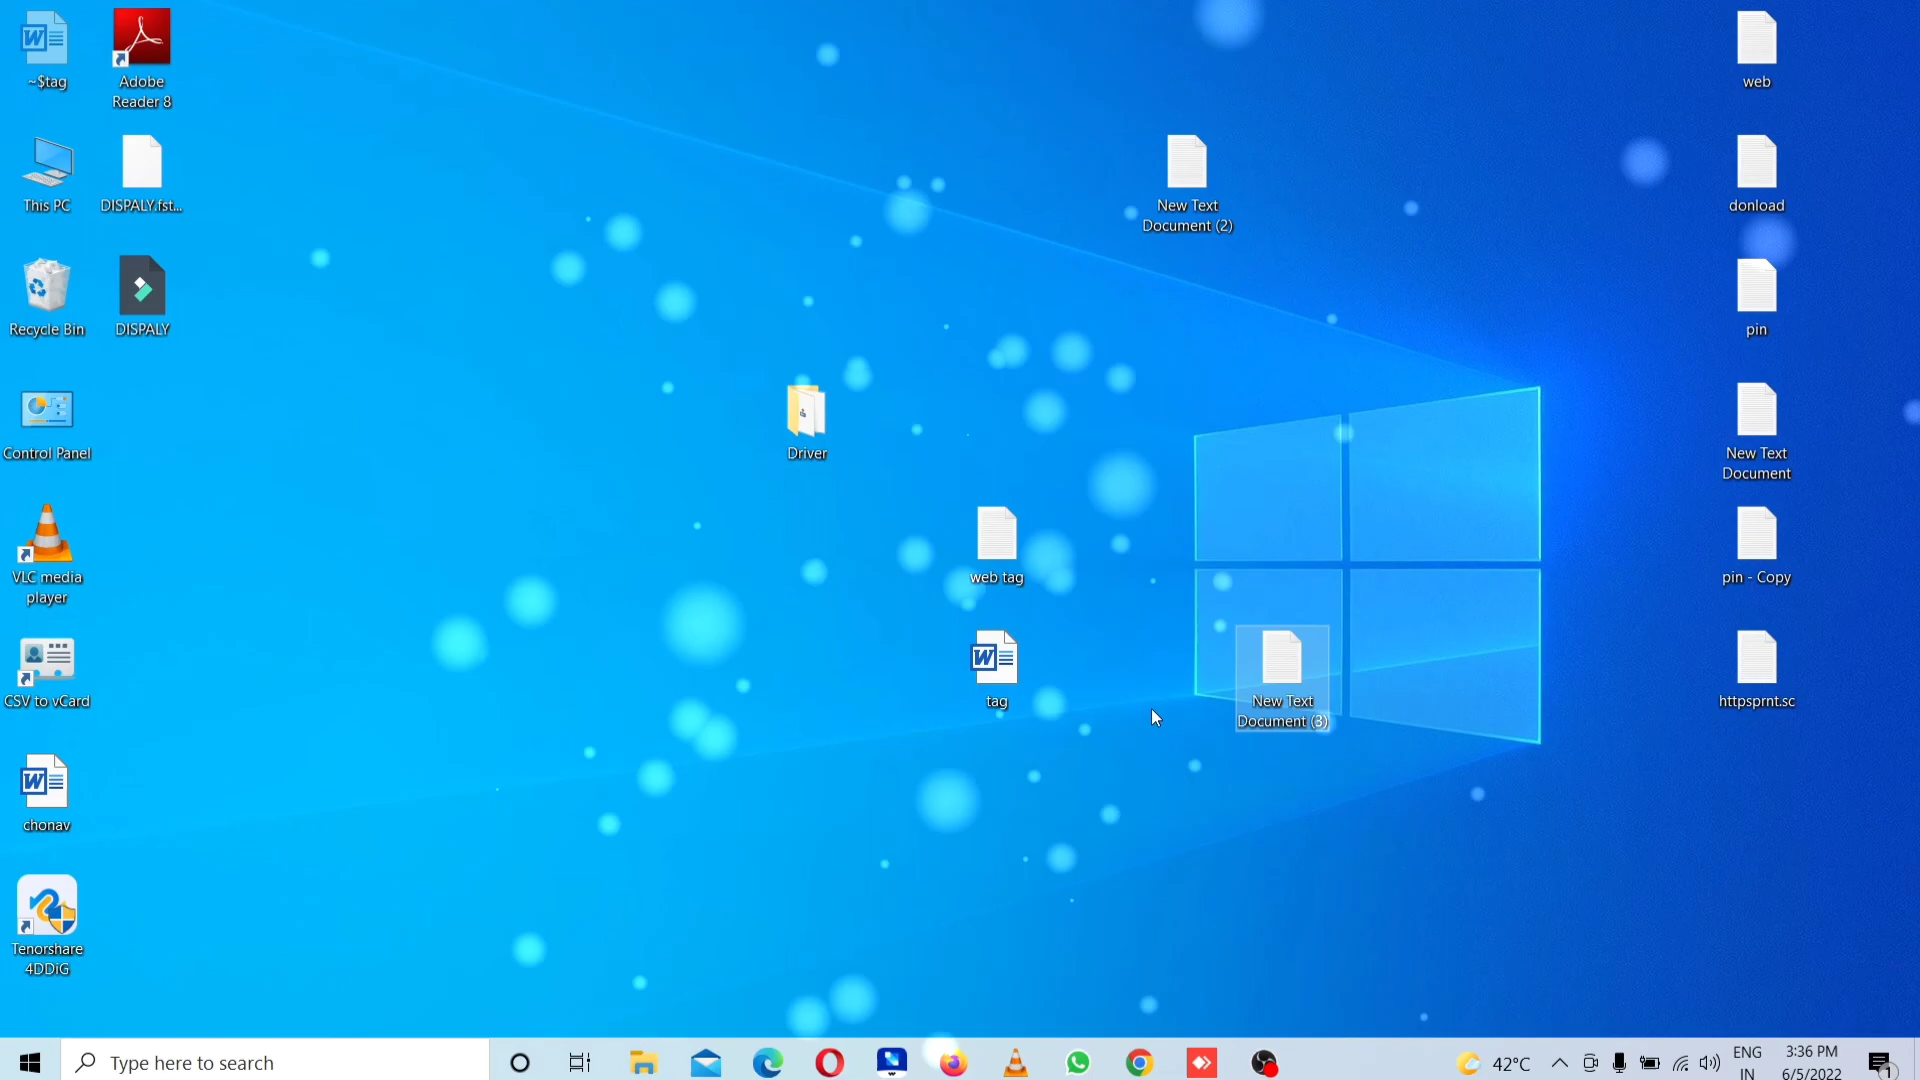 ~$tag
Adobe
Reader 8
This PC
DISPALY.fst...
Recycle Bin
DISPALY
Control Panel
VLC media
player
CSV to vCard
chonav
Tenorshare
4DDiG
Driver
New Text
Document (2)
web tag
tag
New Text
Document (3)
web
donload
pin
New Text
Document
pin - Copy
httpsprnt.sc
Type here to search
42°C
ENG
IN
3:36 PM
6/5/2022
1